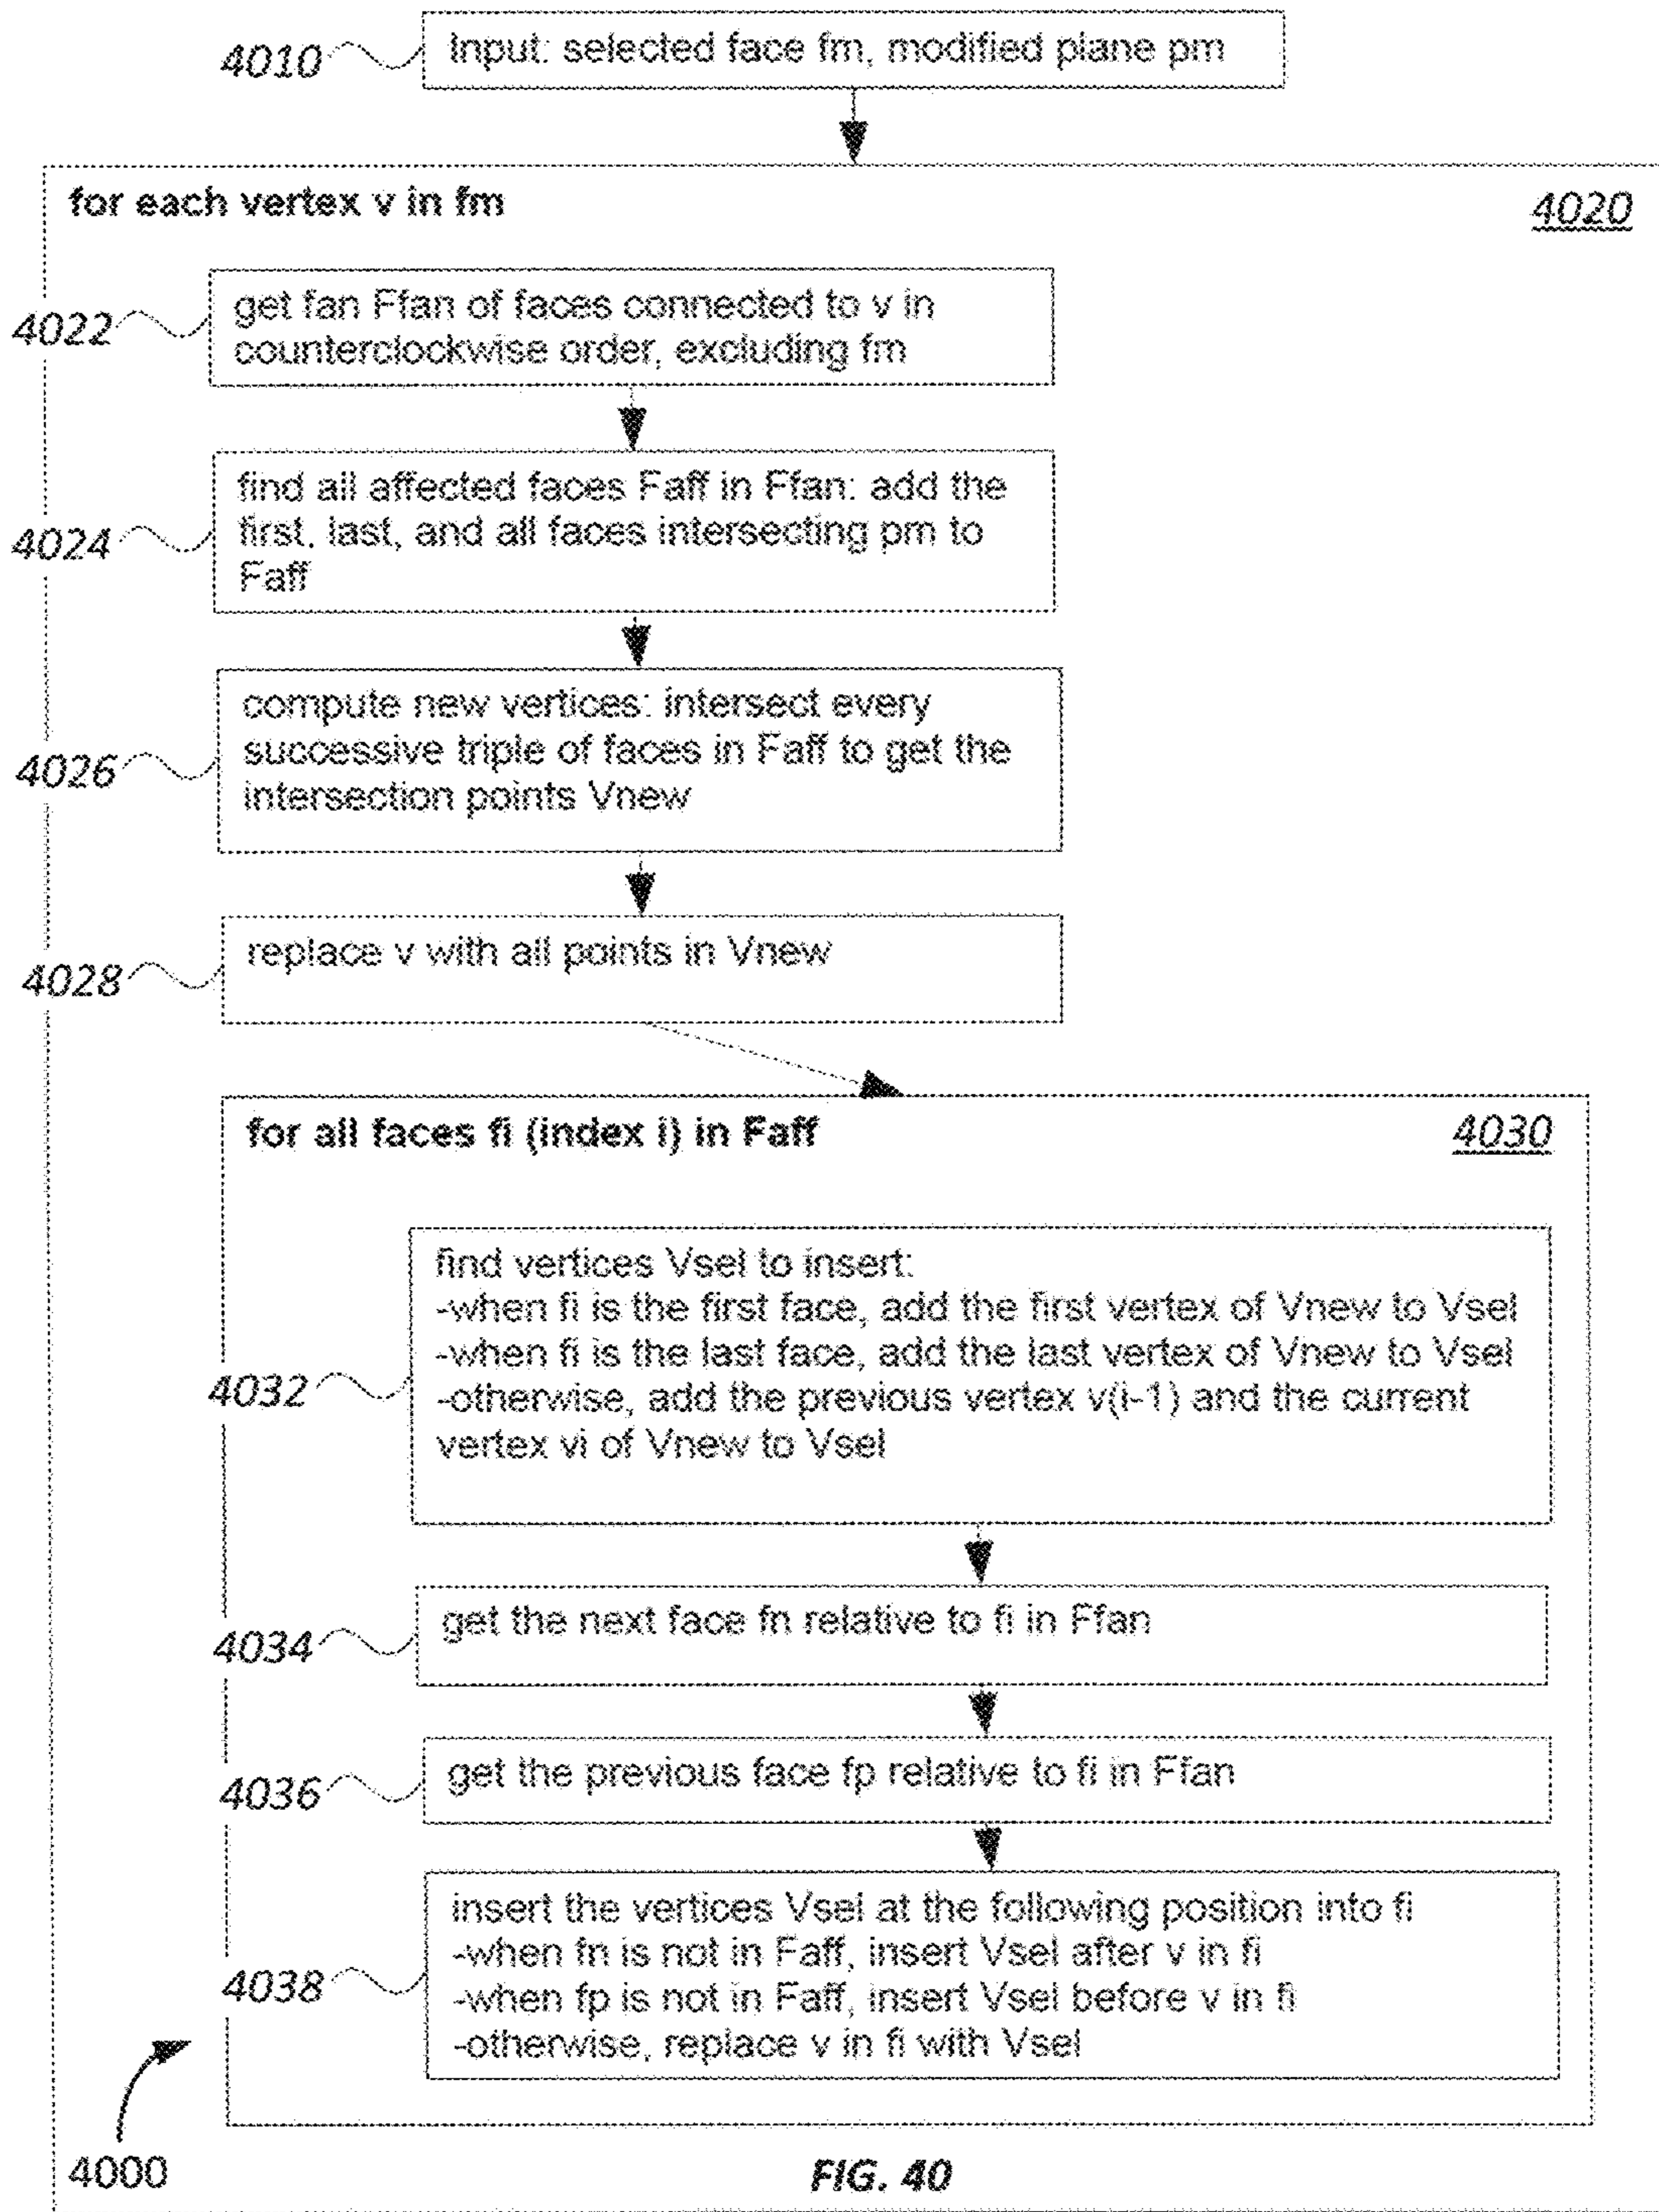 4010
Input: selected face fm, modified plane pm
for each vertex v in fm
4020
4022
get fan Ffan of faces connected to v in
counterclockwise order, excluding fm
4024
find all affected faces Faff in Ffan: add the
first, last, and all faces intersecting pm to
Faff
4026
compute new vertices: intersect every
successive triple of faces in Faff to get the
intersection points Vnew
4028
replace v with all points in Vnew
for all faces fi (index i) in Faff
4030
4032
find vertices Vsel to insert:
-when fi is the first face, add the first vertex of Vnew to Vsel
-when fi is the last face, add the last vertex of Vnew to Vsel
-otherwise, add the previous vertex v(i-1) and the current
vertex vi of Vnew to Vsel
4034
get the next face fn relative to fi in Ffan
4036
get the previous face fp relative to fi in Ffan
4038
insert the vertices Vsel at the following position into fi
-when fn is not in Faff, insert Vsel after v in fi
-when fp is not in Faff, insert Vsel before v in fi
-otherwise, replace v in fi with Vsel
4000
FIG. 40